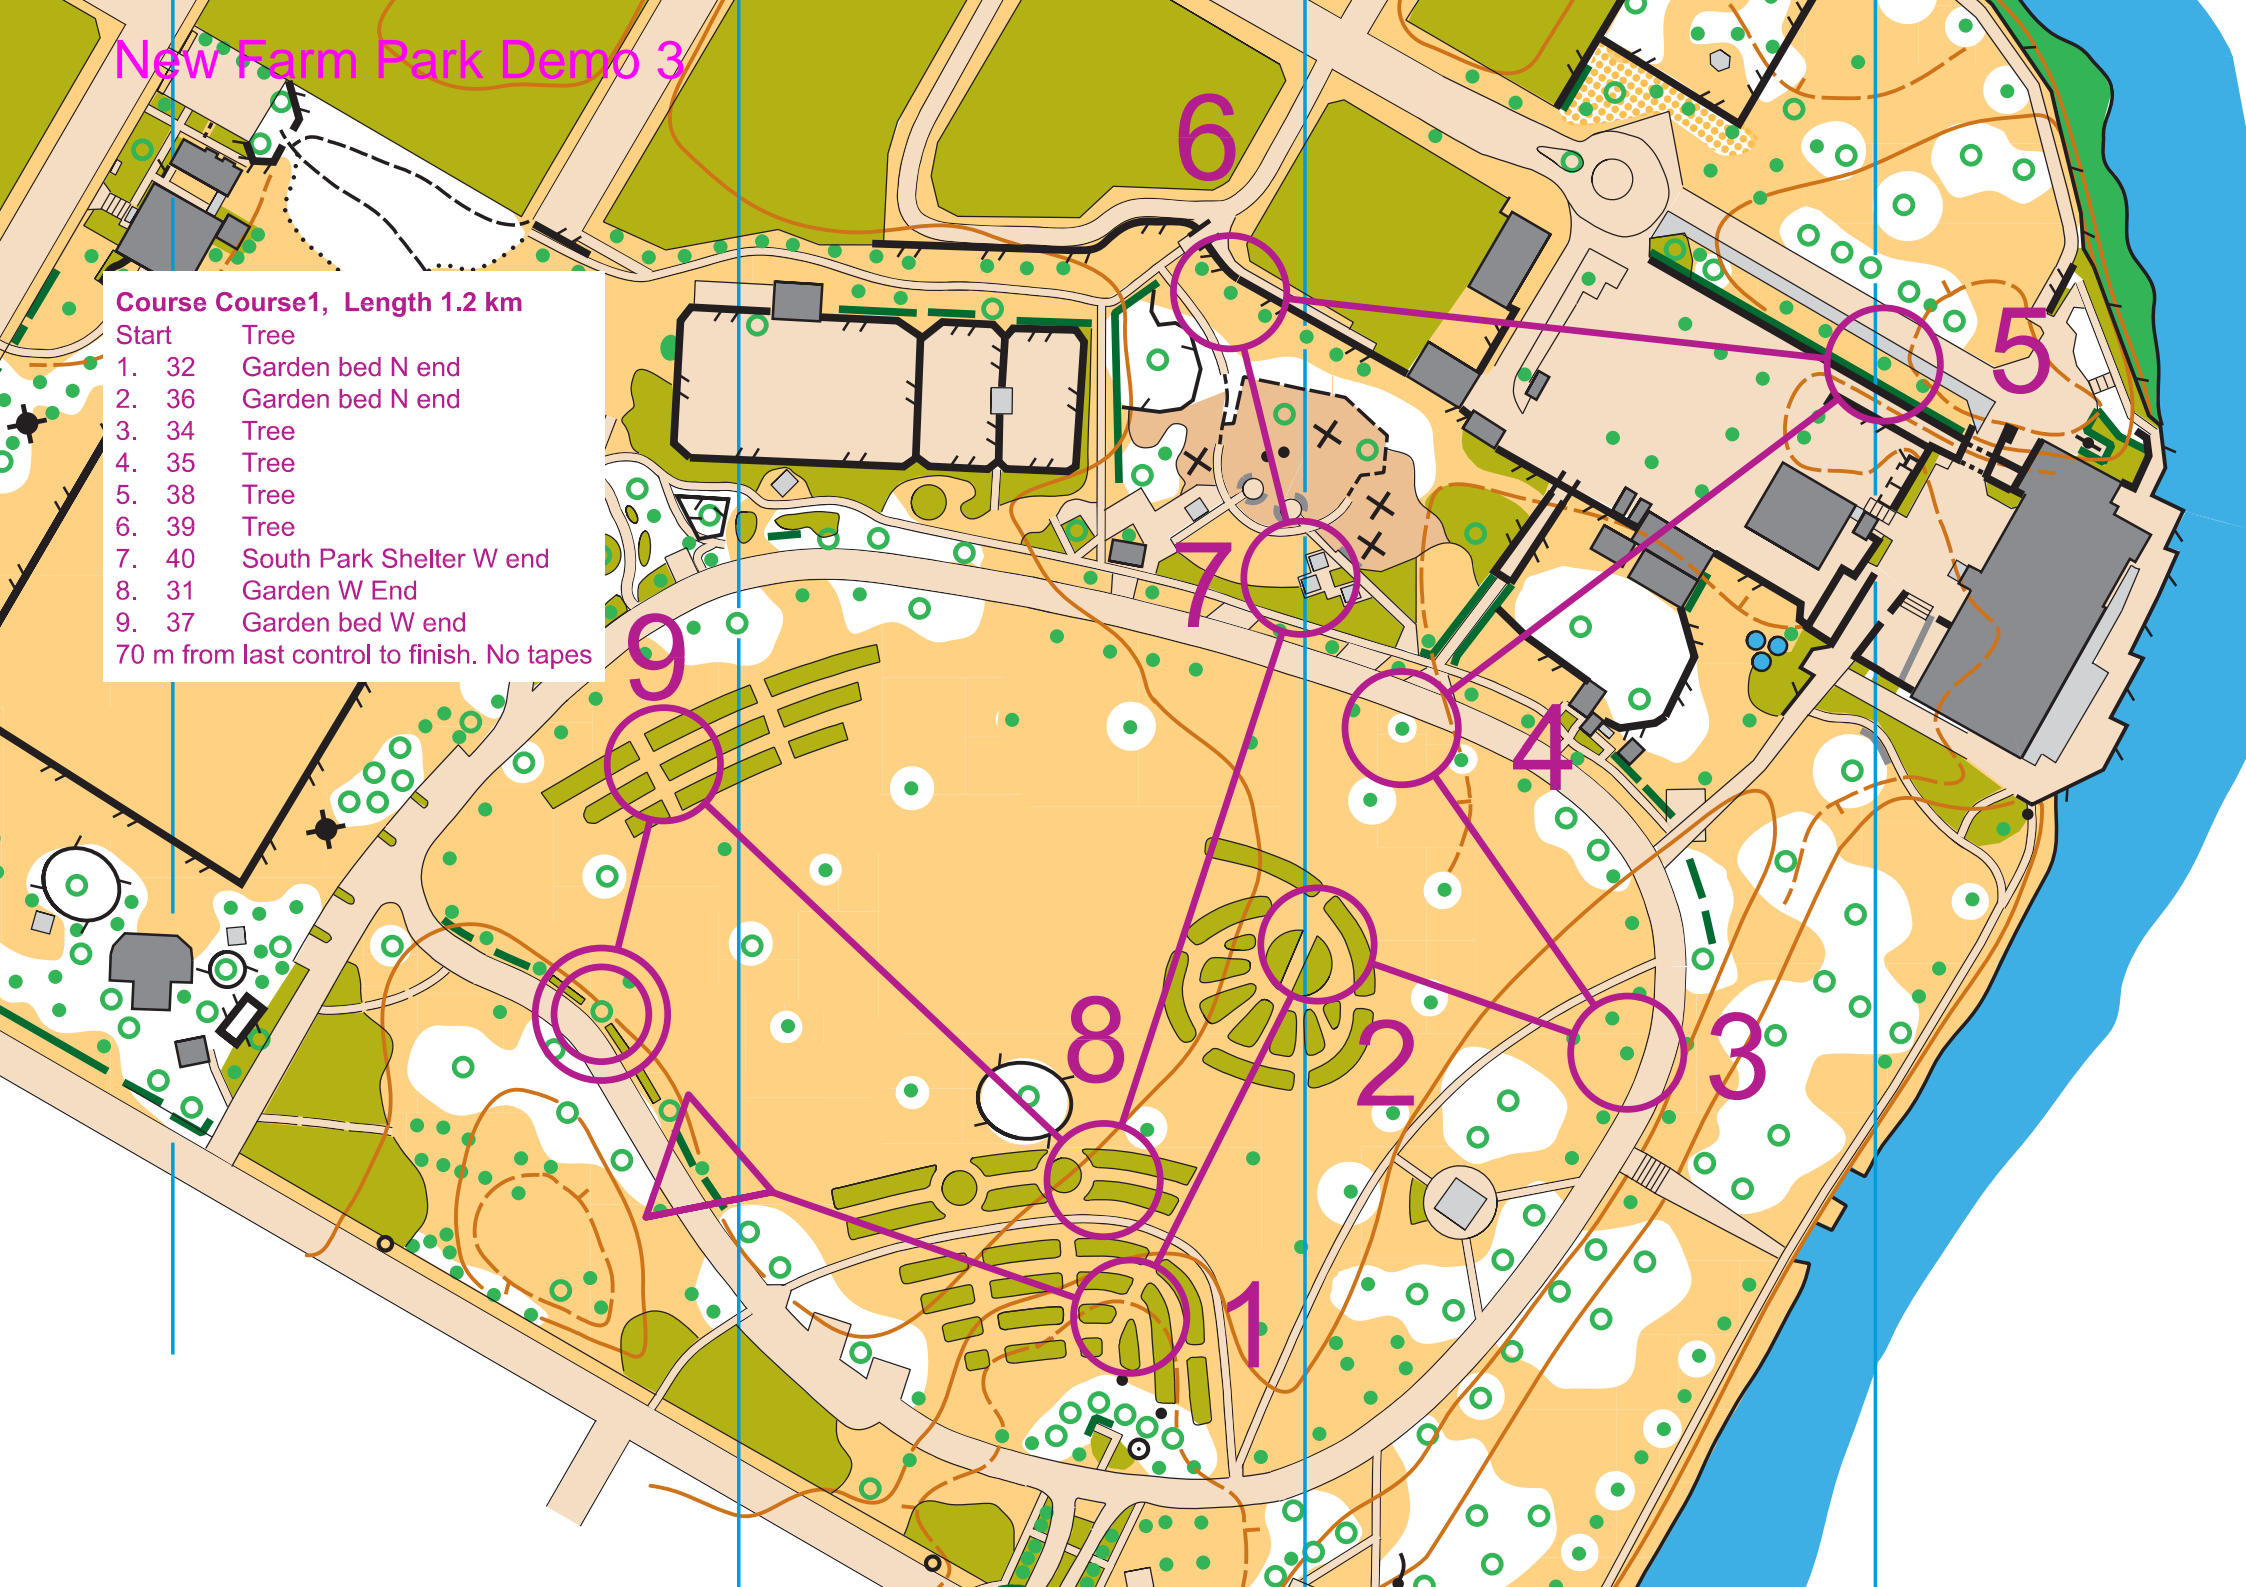 New Farm Park Demo 3
Course Course1, Length 1.2 km
Start Tree
1. 32 Garden bed N end
2. 36 Garden bed N end
3. 34 Tree
4. 35 Tree
5. 38 Tree
6. 39 Tree
7. 40 South Park Shelter W end
8. 31 Garden W End
9. 37 Garden bed W end
70 m from last control to finish. No tapes
6
5
7
9
4
8
2
3
1